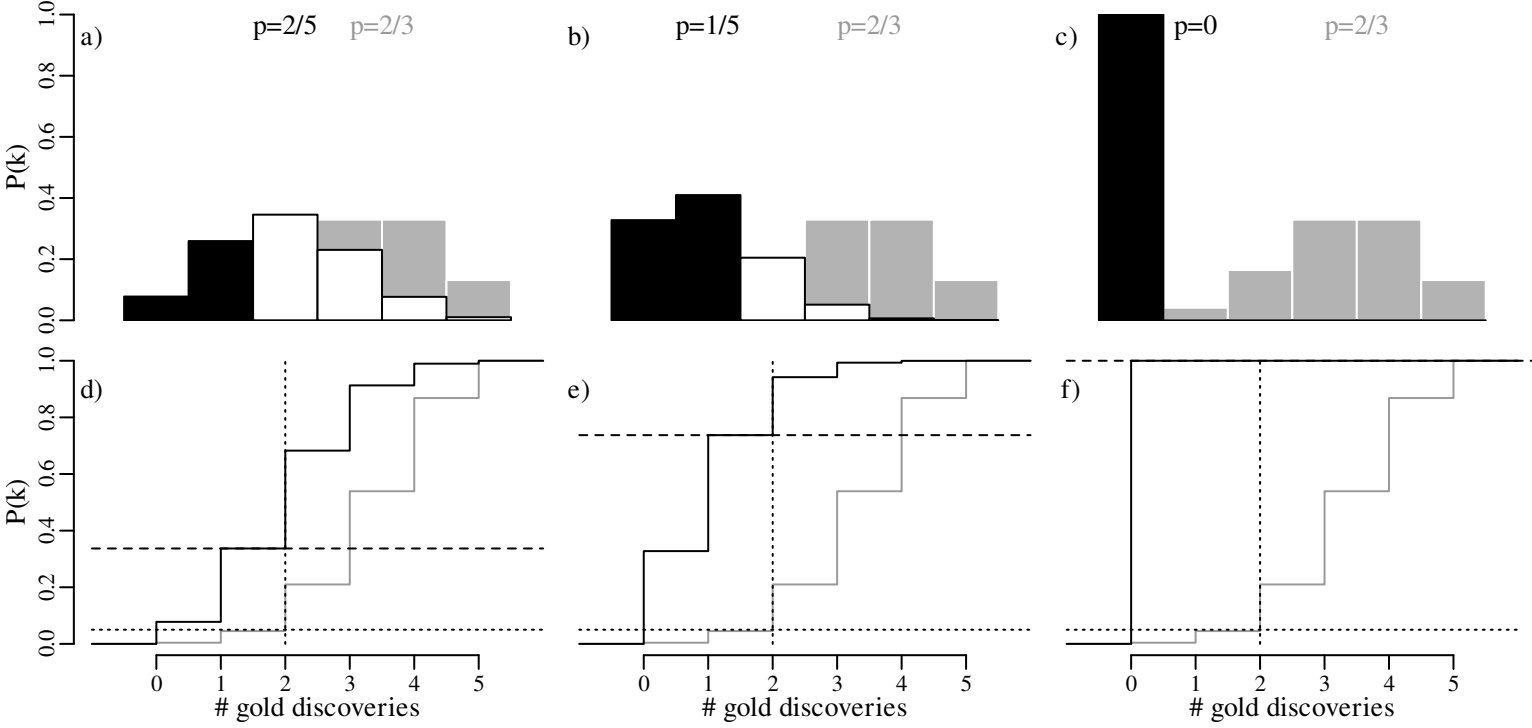 a) p=2/5 p=2/3 b) p=1/5 p=2/3 c) p=0 p=2/3
P(k)
1.0
0.8
0.6
0.4
0.2
0.0
d) e) f)
P(k)
1.0
0.8
0.6
0.4
0.2
0.0
0 1 2 3 4 5 0 1 2 3 4 5 0 1 2 3 4 5
# gold discoveries # gold discoveries # gold discoveries